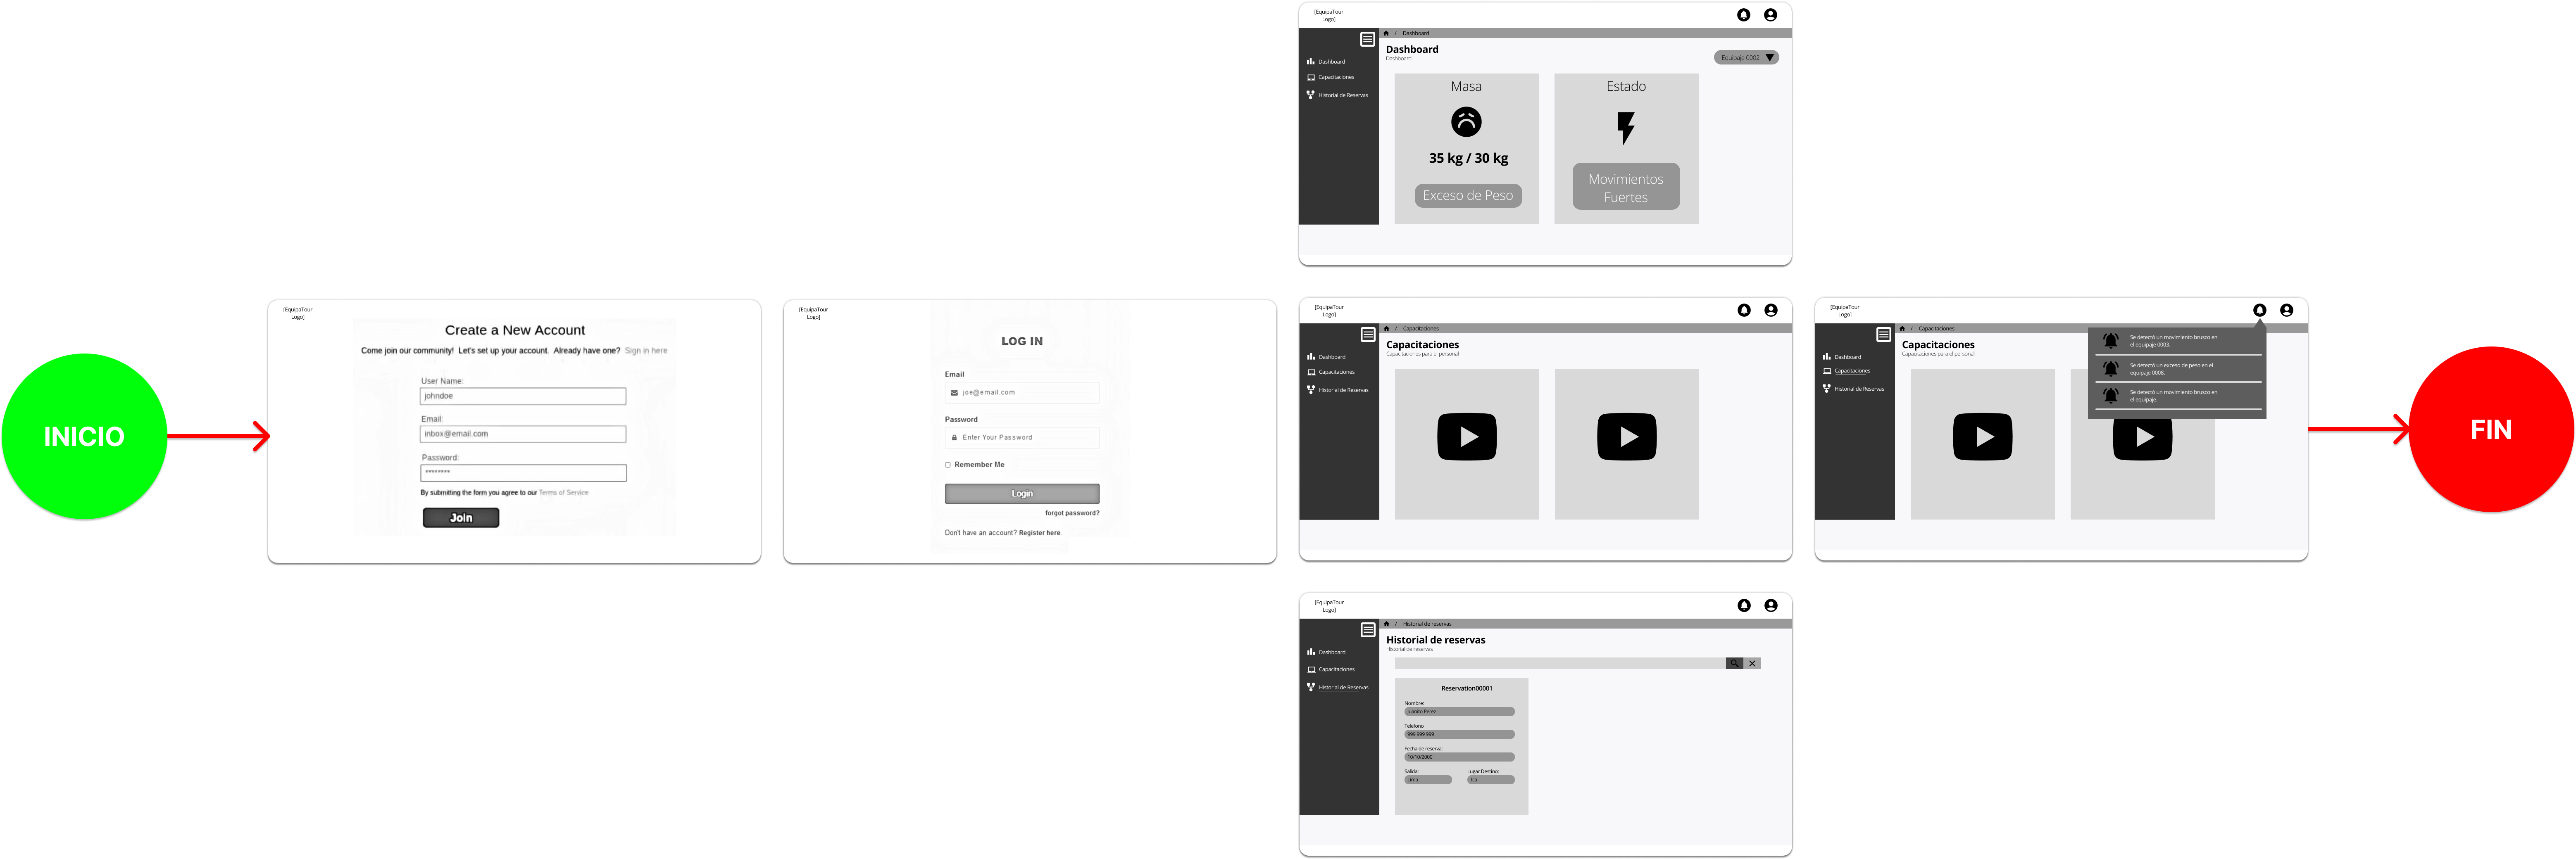 INICIO
[EquipaTour
Logo]
Create a New Account
Come join our community! Let's set up your account. Already have one? Sign in here
User Name:
johndoe
Email:
inbox@email.com
Password:
********
By submitting the form you agree to our Terms of Service
Join
[EquipaTour
Logo]
LOG IN
Email
joe@email.com
Password
Enter Your Password
Remember Me
Login
forgot password?
Don't have an account? Register here.
[EquipaTour
Logo]
/ Dashboard
Dashboard
Capacitaciones
Historial de Reservas
Dashboard
Dashboard
Equipaje 0002
Masa
35 kg / 30 kg
Exceso de Peso
Estado
Movimientos
Fuertes
[EquipaTour
Logo]
/ Capacitaciones
Dashboard
Capacitaciones
Historial de Reservas
Capacitaciones
Capacitaciones para el personal
[EquipaTour
Logo]
/ Historial de reservas
Dashboard
Capacitaciones
Historial de Reservas
Historial de reservas
Historial de reservas
Reservation00001
Nombre:
Juanito Perez
Telefono
999 999 999
Fecha de reserva:
10/10/2000
Salida: Lugar Destino:
Lima Ica
[EquipaTour
Logo]
/ Capacitaciones
Dashboard
Capacitaciones
Historial de Reservas
Capacitaciones
Capacitaciones para el personal
Se detectó un movimiento brusco en
el equipaje 0003.
Se detectó un exceso de peso en el
equipaje 0008.
Se detectó un movimiento brusco en
el equipaje.
FIN